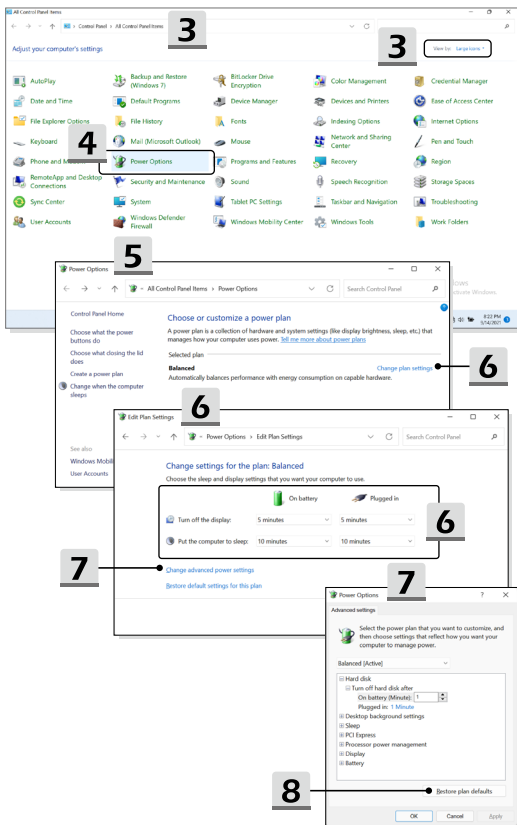 All Control Panel Items
Control Panel > All Control Panel Items
3
3
Adjust your computer's settings
View by: Large icons
AutoPlay
Backup and Restore (Windows 7)
BitLocker Drive Encryption
Color Management
Credential Manager
Date and Time
Default Programs
Device Manager
Devices and Printers
Ease of Access Center
File Explorer Options
File History
Fonts
Indexing Options
Internet Options
4
Keyboard
Mail (Microsoft Outlook)
Mouse
Network and Sharing Center
Pen and Touch
Phone and M
Power Options
Programs and Features
Recovery
Region
RemoteApp and Desktop Connections
Security and Maintenance
Sound
Speech Recognition
Storage Spaces
Sync Center
System
Tablet PC Settings
Taskbar and Navigation
Troubleshooting
User Accounts
Windows Defender Firewall
Windows Mobility Center
Windows Tools
Work Folders
8:22 PM
5
Power Options
All Control Panel Items > Power Options
Search Control Panel
Control Panel Home
Choose what the power buttons do
Choose what closing the lid does
Create a power plan
Change when the computer sleeps
See also
Windows Mobili
User Accounts
Choose or customize a power plan
A power plan is a collection of hardware and system settings (like display brightness, sleep, etc.) that
manages how your computer uses power. Tell me more about power plans
Selected plan
Balanced
Change plan settings
Automatically balances performance with energy consumption on capable hardware.
6
6
Edit Plan Settings
Power Options > Edit Plan Settings
Search Control Panel
Change settings for the plan: Balanced
Choose the sleep and display settings that you want your computer to use.
On battery
Plugged in
Turn off the display:
5 minutes
5 minutes
Put the computer to sleep:
10 minutes
10 minutes
6
7
Change advanced power settings
Restore default settings for this plan
7
Power Options
?
Advanced settings
Select the power plan that you want to customize, and
then choose settings that reflect how you want your
computer to manage power.
Balanced [Active]
Hard disk
Turn off hard disk after
On battery (Minute): 1
Plugged in: 1 Minute
Desktop background settings
Sleep
PCI Express
Processor power management
Display
Battery
8
Restore plan defaults
OK
Cancel
Apply